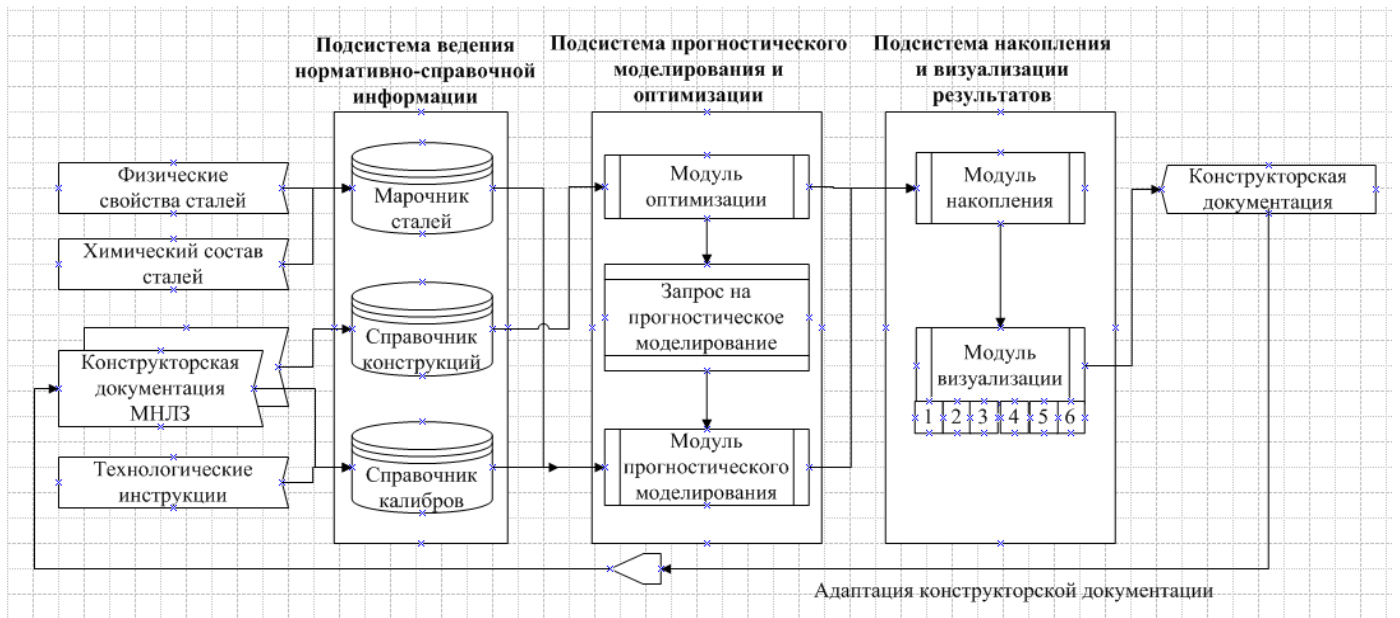 Подсистема ведения
нормативно-справочной
информации
Подсистема прогностического
моделирования и
оптимизации
Подсистема накопления
и визуализации
результатов
Физические
свойства сталей
Химический состав
сталей
Конструкторская
документация
МНЛЗ
Технологические
инструкции
Марочник
сталей
Справочник
конструкций
Справочник
калибров
Модуль
оптимизации
Запрос на
прогностическое
моделирование
Модуль
прогностического
моделирования
Модуль
накопления
Модуль
визуализации
1 2 3 4 5 6
Конструкторская
документация
Адаптация конструкторской документации